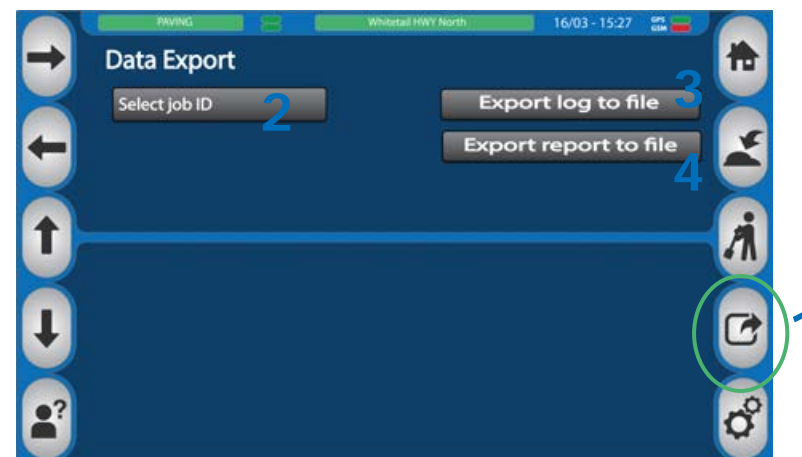 PAVING Whitetail HWY North 16/03 - 15:27 GPS
GSM
Data Export
Select job ID 2
Export log to file 3
Export report to file
4
?
1